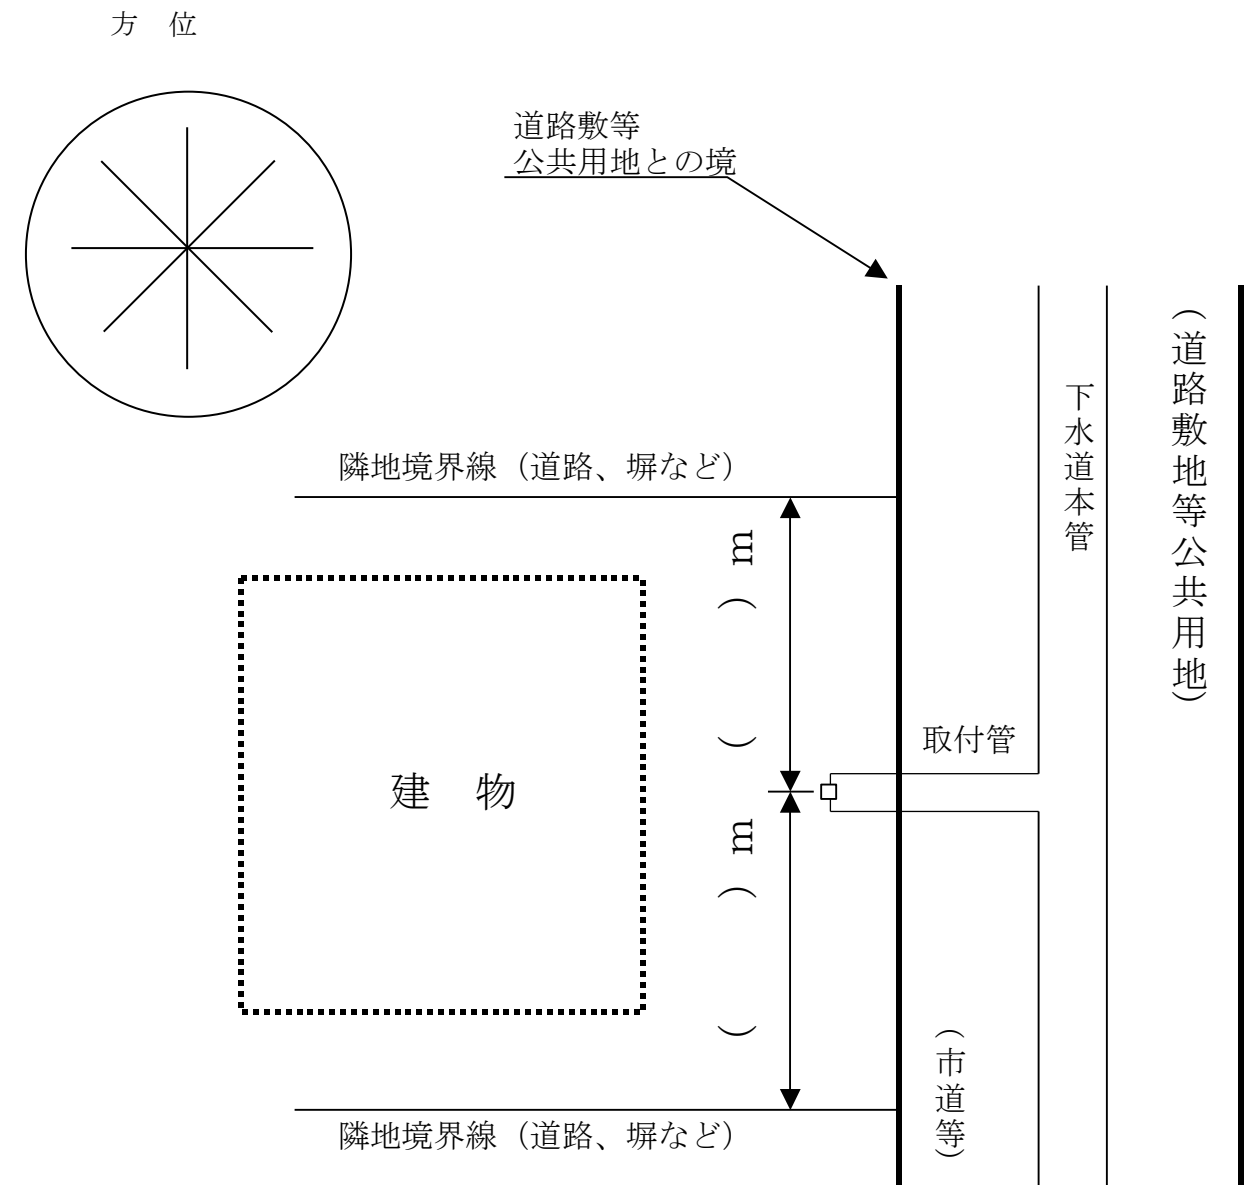 方　位
道路敷等
公共用地との境
（道路敷地等公共用地）
下水道本管
隣地境界線（道路、塀など）
（　　）m
取付管
建　物
（　　）m
（市道等）
隣地境界線（道路、塀など）